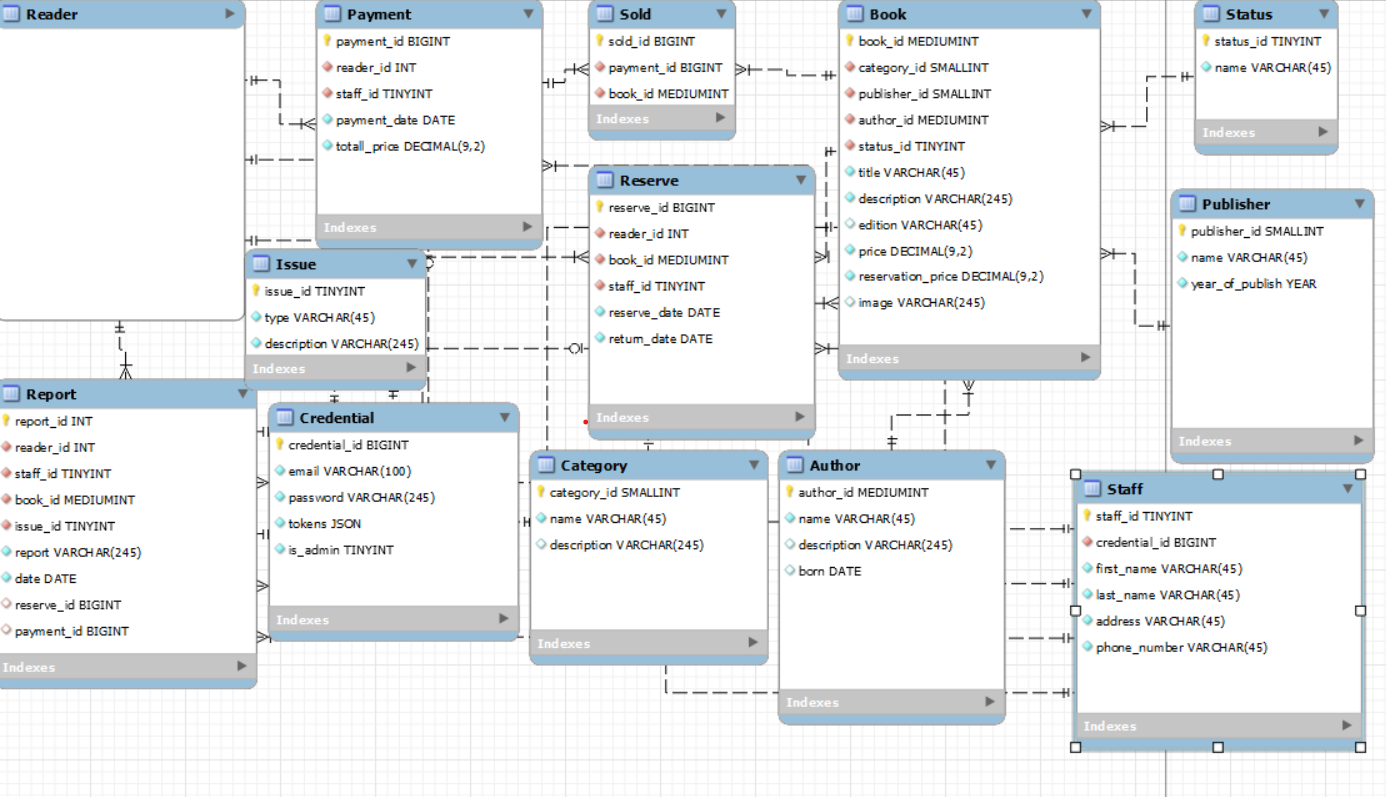 Reader
Payment
payment_id BIGINT
reader_id INT
staff_id TINYINT
payment_date DATE
totall_price DECIMAL(9,2)
Indexes
Sold
sold_id BIGINT
payment_id BIGINT
book_id MEDIUMINT
Indexes
Book
book_id MEDIUMINT
category_id SMALLINT
publisher_id SMALLINT
author_id MEDIUMINT
status_id TINYINT
title VARCHAR(45)
description VARCHAR(245)
edition VARCHAR(45)
price DECIMAL(9,2)
reservation_price DECIMAL(9,2)
image VARCHAR(245)
Indexes
Status
status_id TINYINT
name VARCHAR(45)
Indexes
Reserve
reserve_id BIGINT
reader_id INT
book_id MEDIUMINT
staff_id TINYINT
reserve_date DATE
return_date DATE
Indexes
Publisher
publisher_id SMALLINT
name VARCHAR(45)
year_of_publish YEAR
Indexes
Issue
issue_id TINYINT
type VARCHAR(45)
description VARCHAR(245)
Indexes
Report
report_id INT
reader_id INT
staff_id TINYINT
book_id MEDIUMINT
issue_id TINYINT
report VARCHAR(245)
date DATE
reserve_id BIGINT
payment_id BIGINT
Indexes
Credential
credential_id BIGINT
email VARCHAR(100)
password VARCHAR(245)
tokens JSON
is_admin TINYINT
Indexes
Category
category_id SMALLINT
name VARCHAR(45)
description VARCHAR(245)
Indexes
Author
author_id MEDIUMINT
name VARCHAR(45)
description VARCHAR(245)
born DATE
Indexes
Staff
staff_id TINYINT
credential_id BIGINT
first_name VARCHAR(45)
last_name VARCHAR(45)
address VARCHAR(45)
phone_number VARCHAR(45)
Indexes